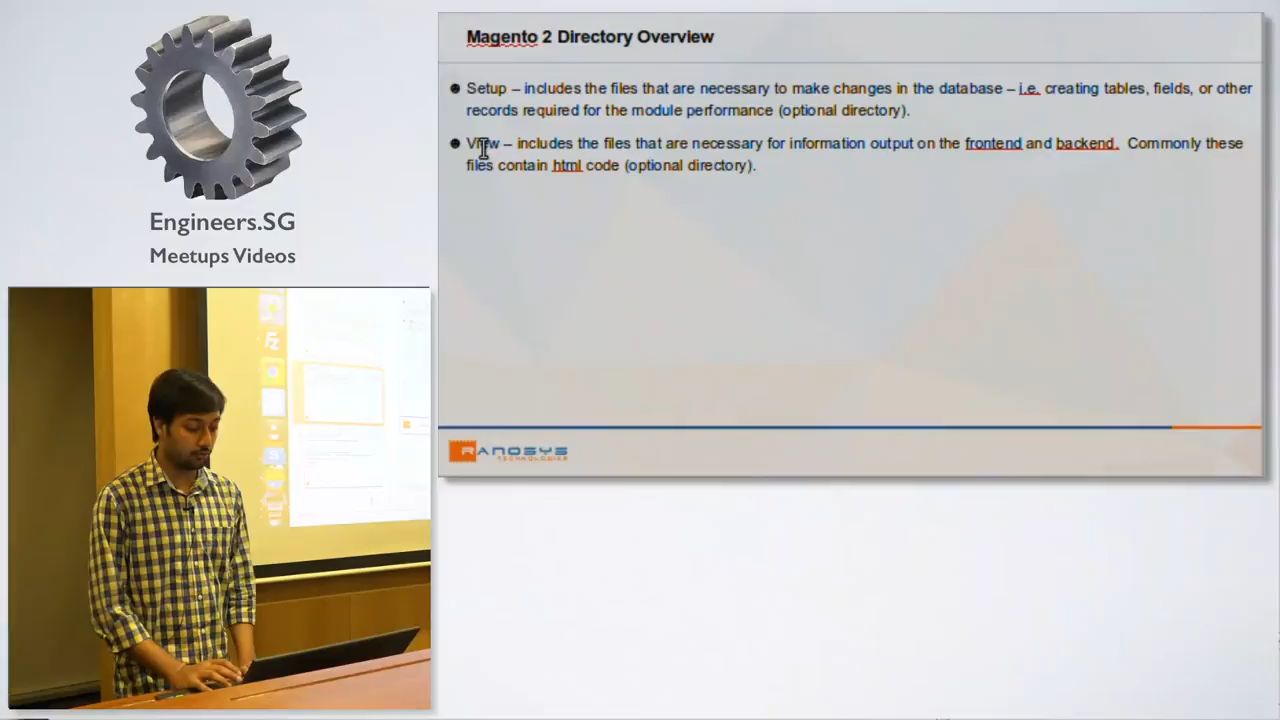 Engineers.SG
Meetups Videos
Magento 2 Directory Overview
● Setup – includes the files that are necessary to make changes in the database – i.e. creating tables, fields, or other
records required for the module performance (optional directory).
● View – includes the files that are necessary for information output on the frontend and backend.  Commonly these
files contain html code (optional directory).
RANOSYS
TECHNOLOGIES